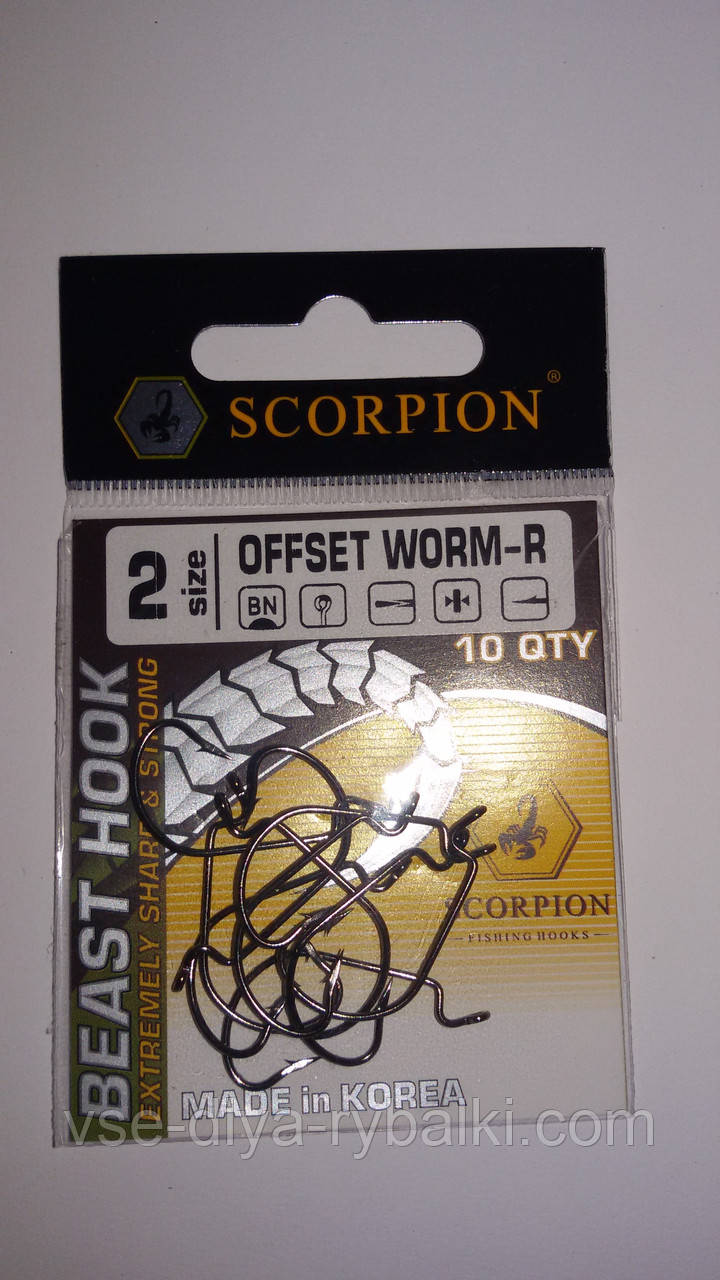 SCORPION®
2 size
OFFSET WORM-R
BN
10 QTY
BEAST HOOK
EXTREMELY SHARP & STRONG
SCORPION
FISHING HOOKS
MADE in KOREA
vse-dlya-rybalki.com